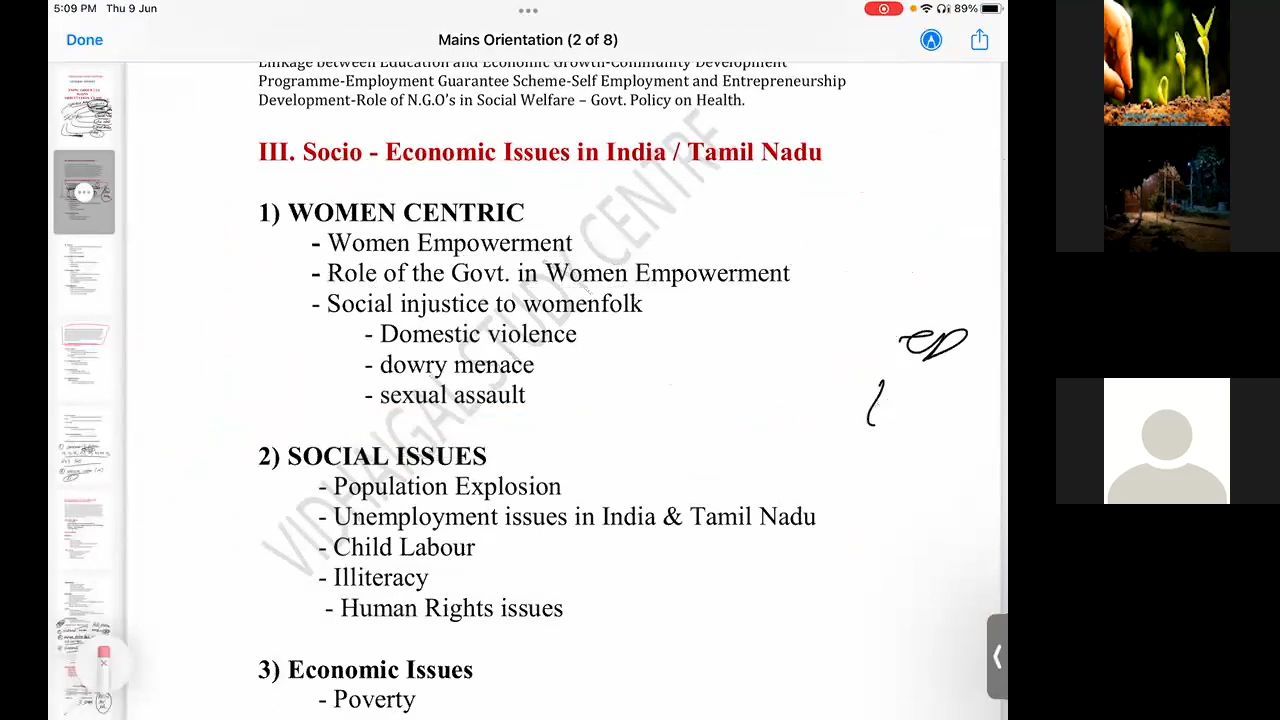 5:09 PM Thu 9 Jun
89%
Done
Mains Orientation (2 of 8)
Linkage between Education and Economic Growth-Community Development
Programme-Employment Guarantee Scheme-Self Employment and Entrepreneurship
Development-Role of N.G.O's in Social Welfare – Govt. Policy on Health.
III. Socio - Economic Issues in India / Tamil Nadu
1) WOMEN CENTRIC
- Women Empowerment
- Role of the Govt. in Women Empowerment
- Social injustice to womenfolk
- Domestic violence
- dowry menace
- sexual assault
2) SOCIAL ISSUES
- Population Explosion
- Unemployment issues in India & Tamil Nadu
- Child Labour
- Illiteracy
- Human Rights issues
3) Economic Issues
- Poverty
STUDY CENTRE